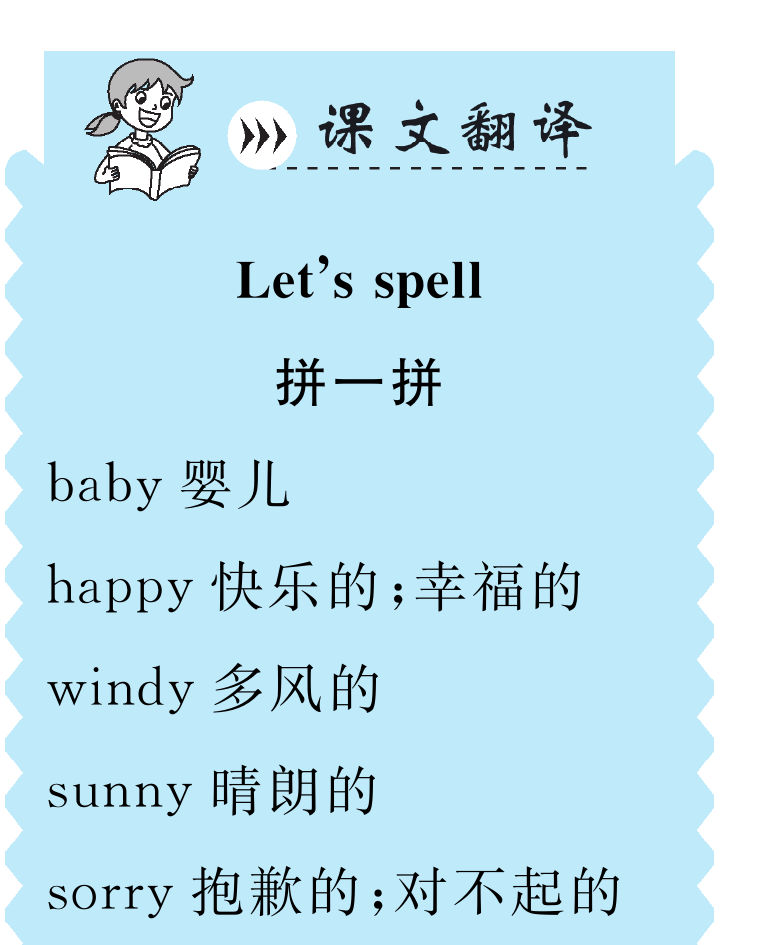 课文翻译
Let's spell
拼一拼
baby 婴儿
happy 快乐的;幸福的
windy 多风的
sunny 晴朗的
sorry 抱歉的;对不起的